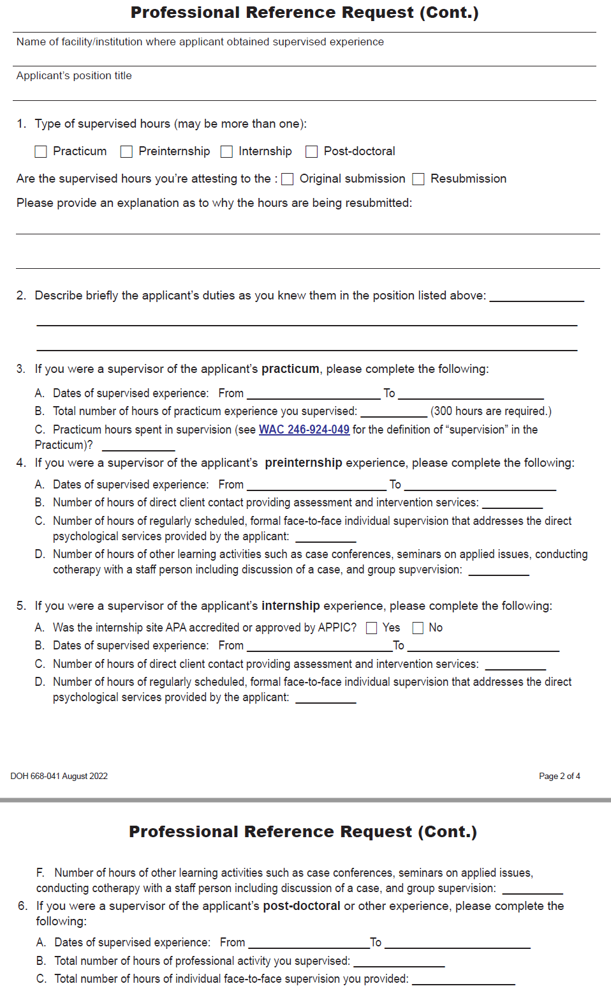 Professional Reference Request (Cont.)
Name of facility/institution where applicant obtained supervised experience
Applicant's position title
1. Type of supervised hours (may be more than one):
☐ Practicum ☐ Preinternship ☐ Internship ☐ Post-doctoral
Are the supervised hours you're attesting to the : ☐ Original submission ☐ Resubmission
Please provide an explanation as to why the hours are being resubmitted:
2. Describe briefly the applicant's duties as you knew them in the position listed above: ______________
3. If you were a supervisor of the applicant's practicum, please complete the following:
A. Dates of supervised experience: From ____________________ To ______________________
B. Total number of hours of practicum experience you supervised: __________ (300 hours are required.)
C. Practicum hours spent in supervision (see WAC 246-924-049 for the definition of “supervision” in the
Practicum)? ___________
4. If you were a supervisor of the applicant's preinternship experience, please complete the following:
A. Dates of supervised experience: From _____________________ To ______________________
B. Number of hours of direct client contact providing assessment and intervention services: _________
C. Number of hours of regularly scheduled, formal face-to-face individual supervision that addresses the direct
psychological services provided by the applicant: _________
D. Number of hours of other learning activities such as case conferences, seminars on applied issues, conducting
cotherapy with a staff person including discussion of a case, and group supvervision: _________
5. If you were a supervisor of the applicant's internship experience, please complete the following:
A. Was the internship site APA accredited or approved by APPIC? ☐ Yes ☐ No
B. Dates of supervised experience: From ______________________To ______________________
C. Number of hours of direct client contact providing assessment and intervention services: _________
D. Number of hours of regularly scheduled, formal face-to-face individual supervision that addresses the direct
psychological services provided by the applicant: _________
DOH 668-041 August 2022 Page 2 of 4
Professional Reference Request (Cont.)
F. Number of hours of other learning activities such as case conferences, seminars on applied issues,
conducting cotherapy with a staff person including discussion of a case, and group supervision: _________
6. If you were a supervisor of the applicant's post-doctoral or other experience, please complete the
following:
A. Dates of supervised experience: From __________________To ______________________
B. Total number of hours of professional activity you supervised: ______________
C. Total number of hours of individual face-to-face supervision you provided: ________________